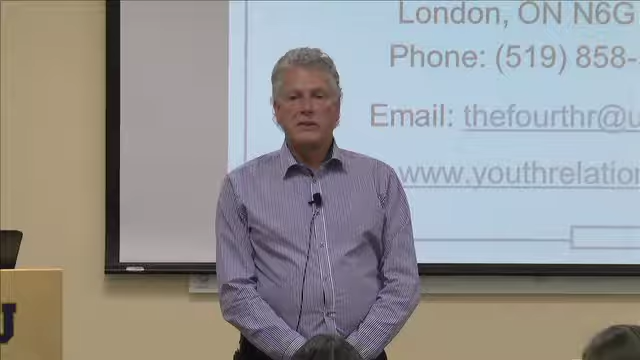 London, ON N6G
Phone: (519) 858-
Email: thefourthr@u
www.youthrelation